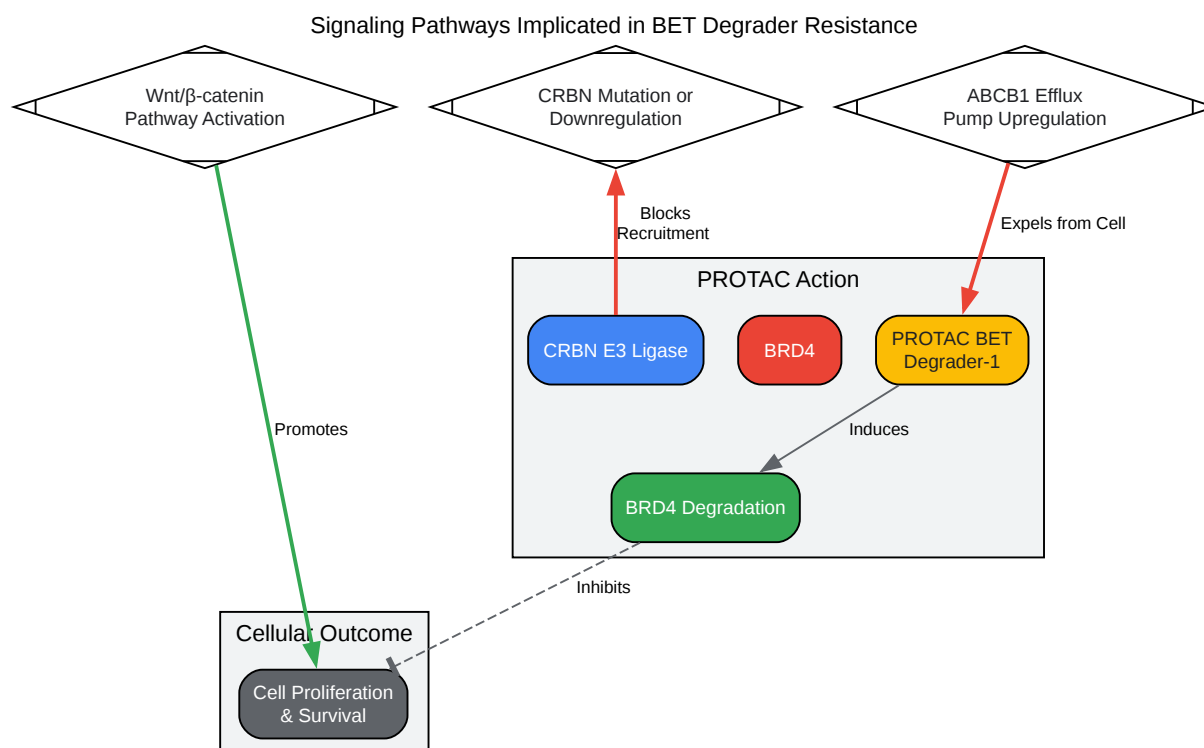 Signaling Pathways Implicated in BET Degrader Resistance
Wnt/β-catenin
Pathway Activation
CRBN Mutation or
Downregulation
ABCB1 Efflux
Pump Upregulation
Blocks
Recruitment
Expels from Cell
PROTAC Action
CRBN E3 Ligase
BRD4
PROTAC BET
Degrader-1
Promotes
Induces
BRD4 Degradation
Inhibits
Cellular Outcome
Cell Proliferation
& Survival